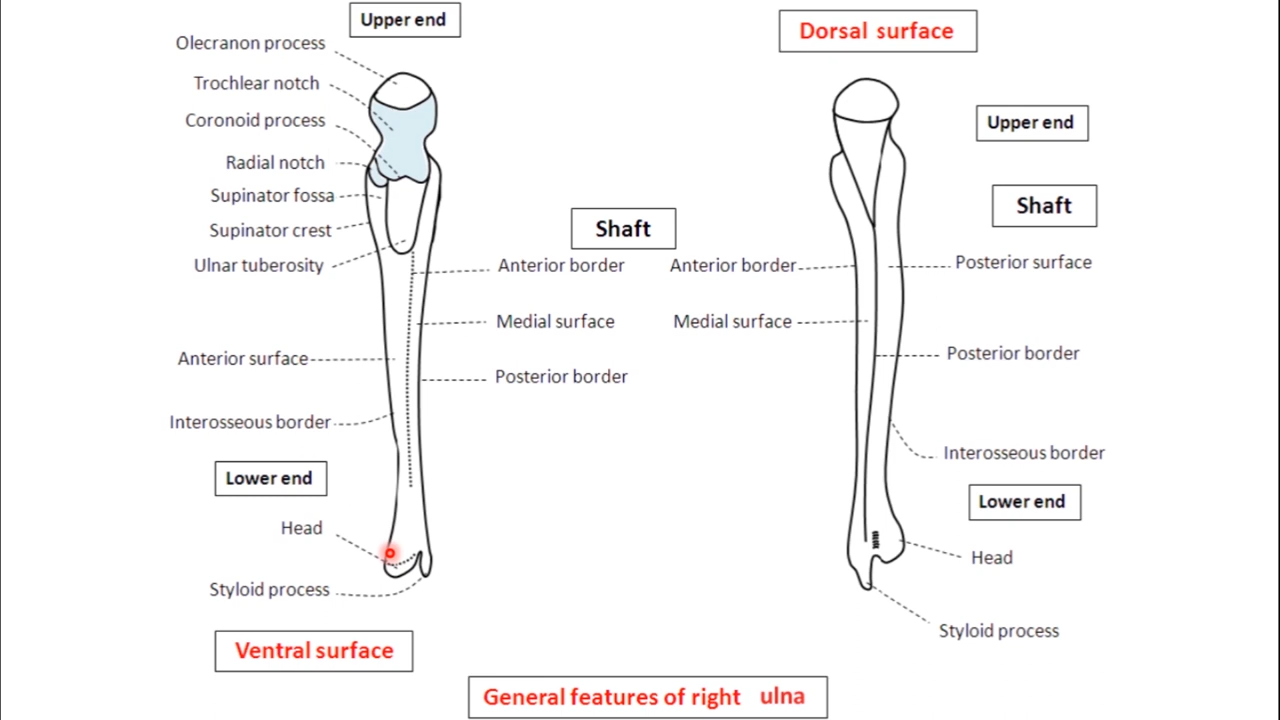 Upper end
Olecranon process
Trochlear notch
Coronoid process
Radial notch
Supinator fossa
Supinator crest
Ulnar tuberosity
Shaft
Anterior border
Medial surface
Posterior border
Anterior surface
Interosseous border
Lower end
Head
Styloid process
Ventral surface
Dorsal surface
Upper end
Shaft
Anterior border
Medial surface
Posterior surface
Posterior border
Interosseous border
Lower end
Head
Styloid process
General features of right ulna